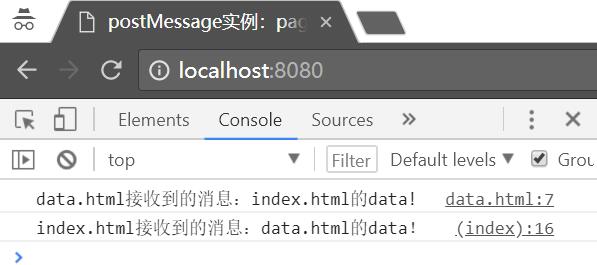 postMessage实例：pag
localhost:8080
Elements Console Sources
top Filter Default levels Grou
data.html接收到的消息：index.html的data! data.html:7
index.html接收到的消息：data.html的data! (index):16